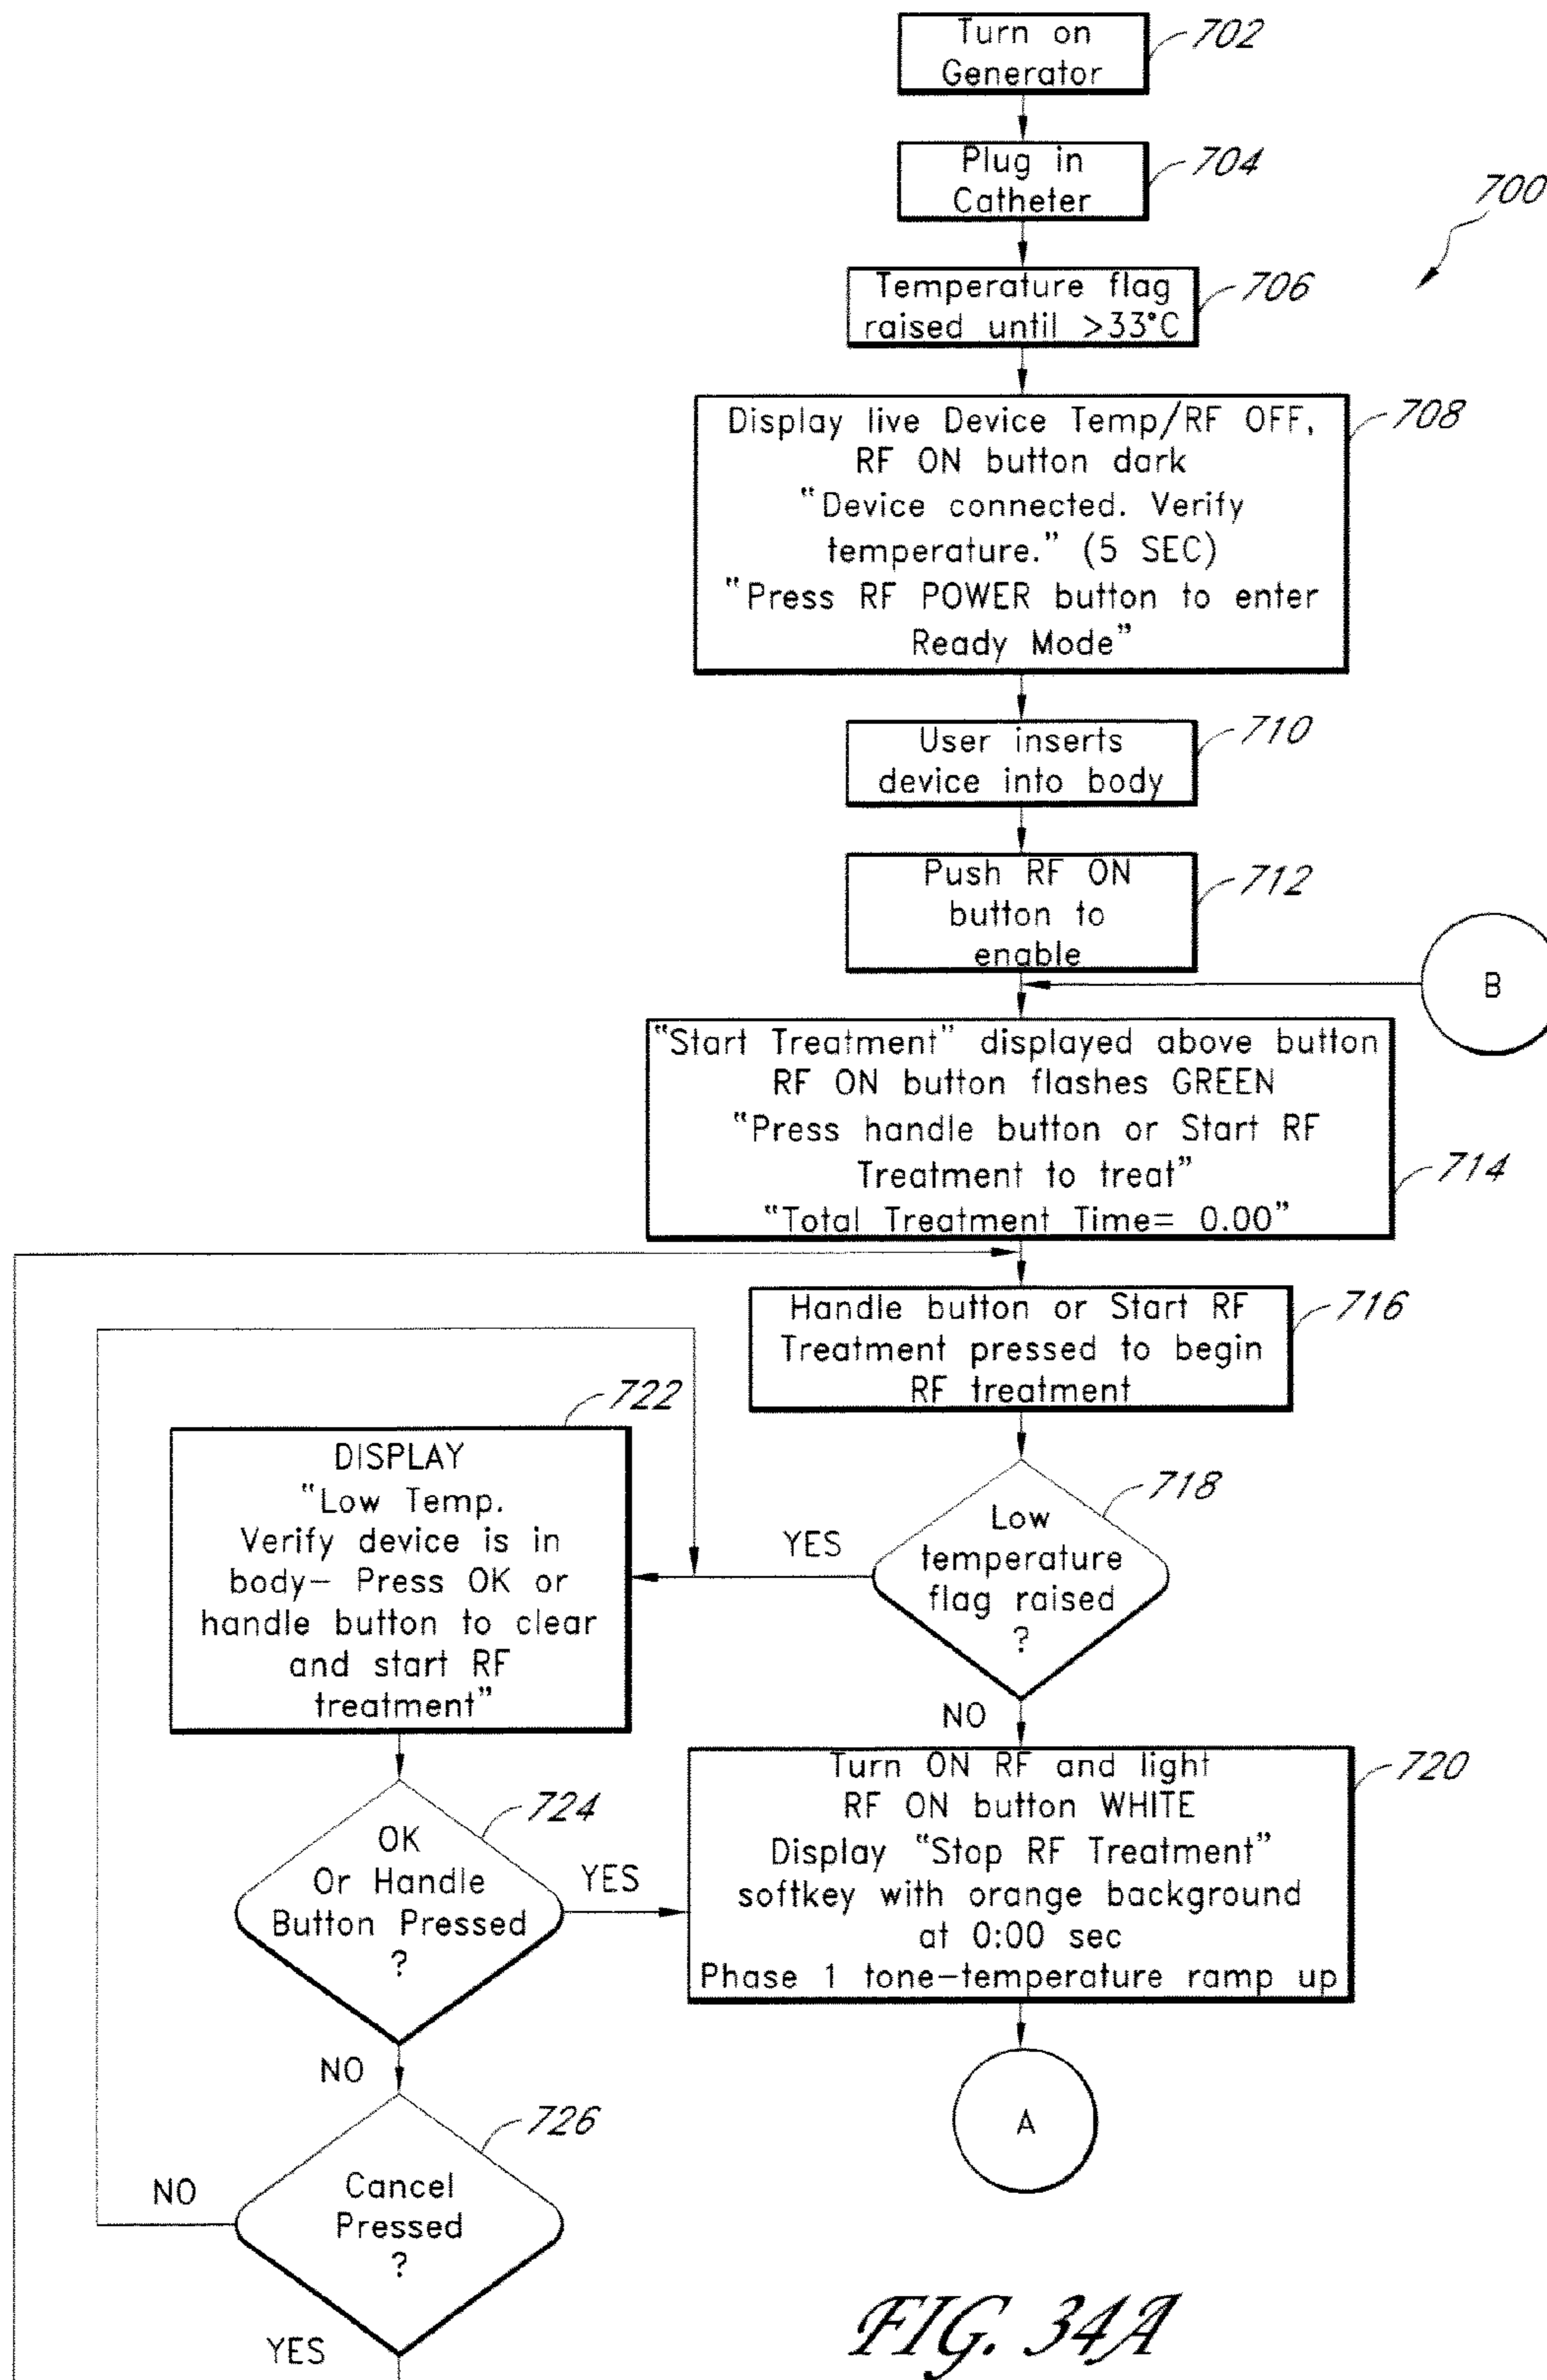 Turn on
Generator
702
Plug in
Catheter
704
700
Temperature flag
raised until >33°C
706
Display live Device Temp/RF OFF,
RF ON button dark
"Device connected. Verify
temperature." (5 SEC)
"Press RF POWER button to enter
Ready Mode"
708
User inserts
device into body
710
Push RF ON
button to
enable
712
B
"Start Treatment" displayed above button
RF ON button flashes GREEN
"Press handle button or Start RF
Treatment to treat"
"Total Treatment Time= 0.00"
714
Handle button or Start RF
Treatment pressed to begin
RF treatment
716
Low
temperature
flag raised
?
718
YES
NO
722
DISPLAY
"Low Temp.
Verify device is in
body- Press OK or
handle button to clear
and start RF
treatment"
Turn ON RF and light
RF ON button WHITE
Display "Stop RF Treatment"
softkey with orange background
at 0:00 sec
Phase 1 tone-temperature ramp up
720
OK
Or Handle
Button Pressed
?
724
YES
NO
A
Cancel
Pressed
?
726
NO
YES
FIG. 34A